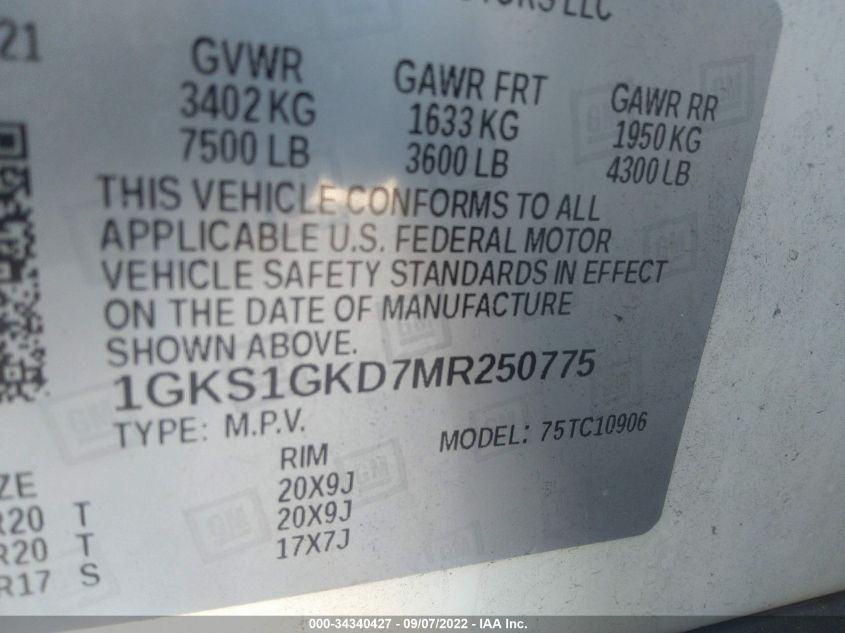 TORS LLC
21
GVWR
3402 KG
7500 LB
GAWR FRT
1633 KG
3600 LB
GAWR RR
1950 KG
4300 LB
THIS VEHICLE CONFORMS TO ALL
APPLICABLE U.S. FEDERAL MOTOR
VEHICLE SAFETY STANDARDS IN EFFECT
ON THE DATE OF MANUFACTURE
SHOWN ABOVE.
1GKS1GKD7MR250775
TYPE: M.P.V.
MODEL: 75TC10906
ZE RIM
R20 T 20X9J
R20 T 20X9J
R17 S 17X7J
GM
000 - 34340427 - 09/07/2022 - IAA Inc.